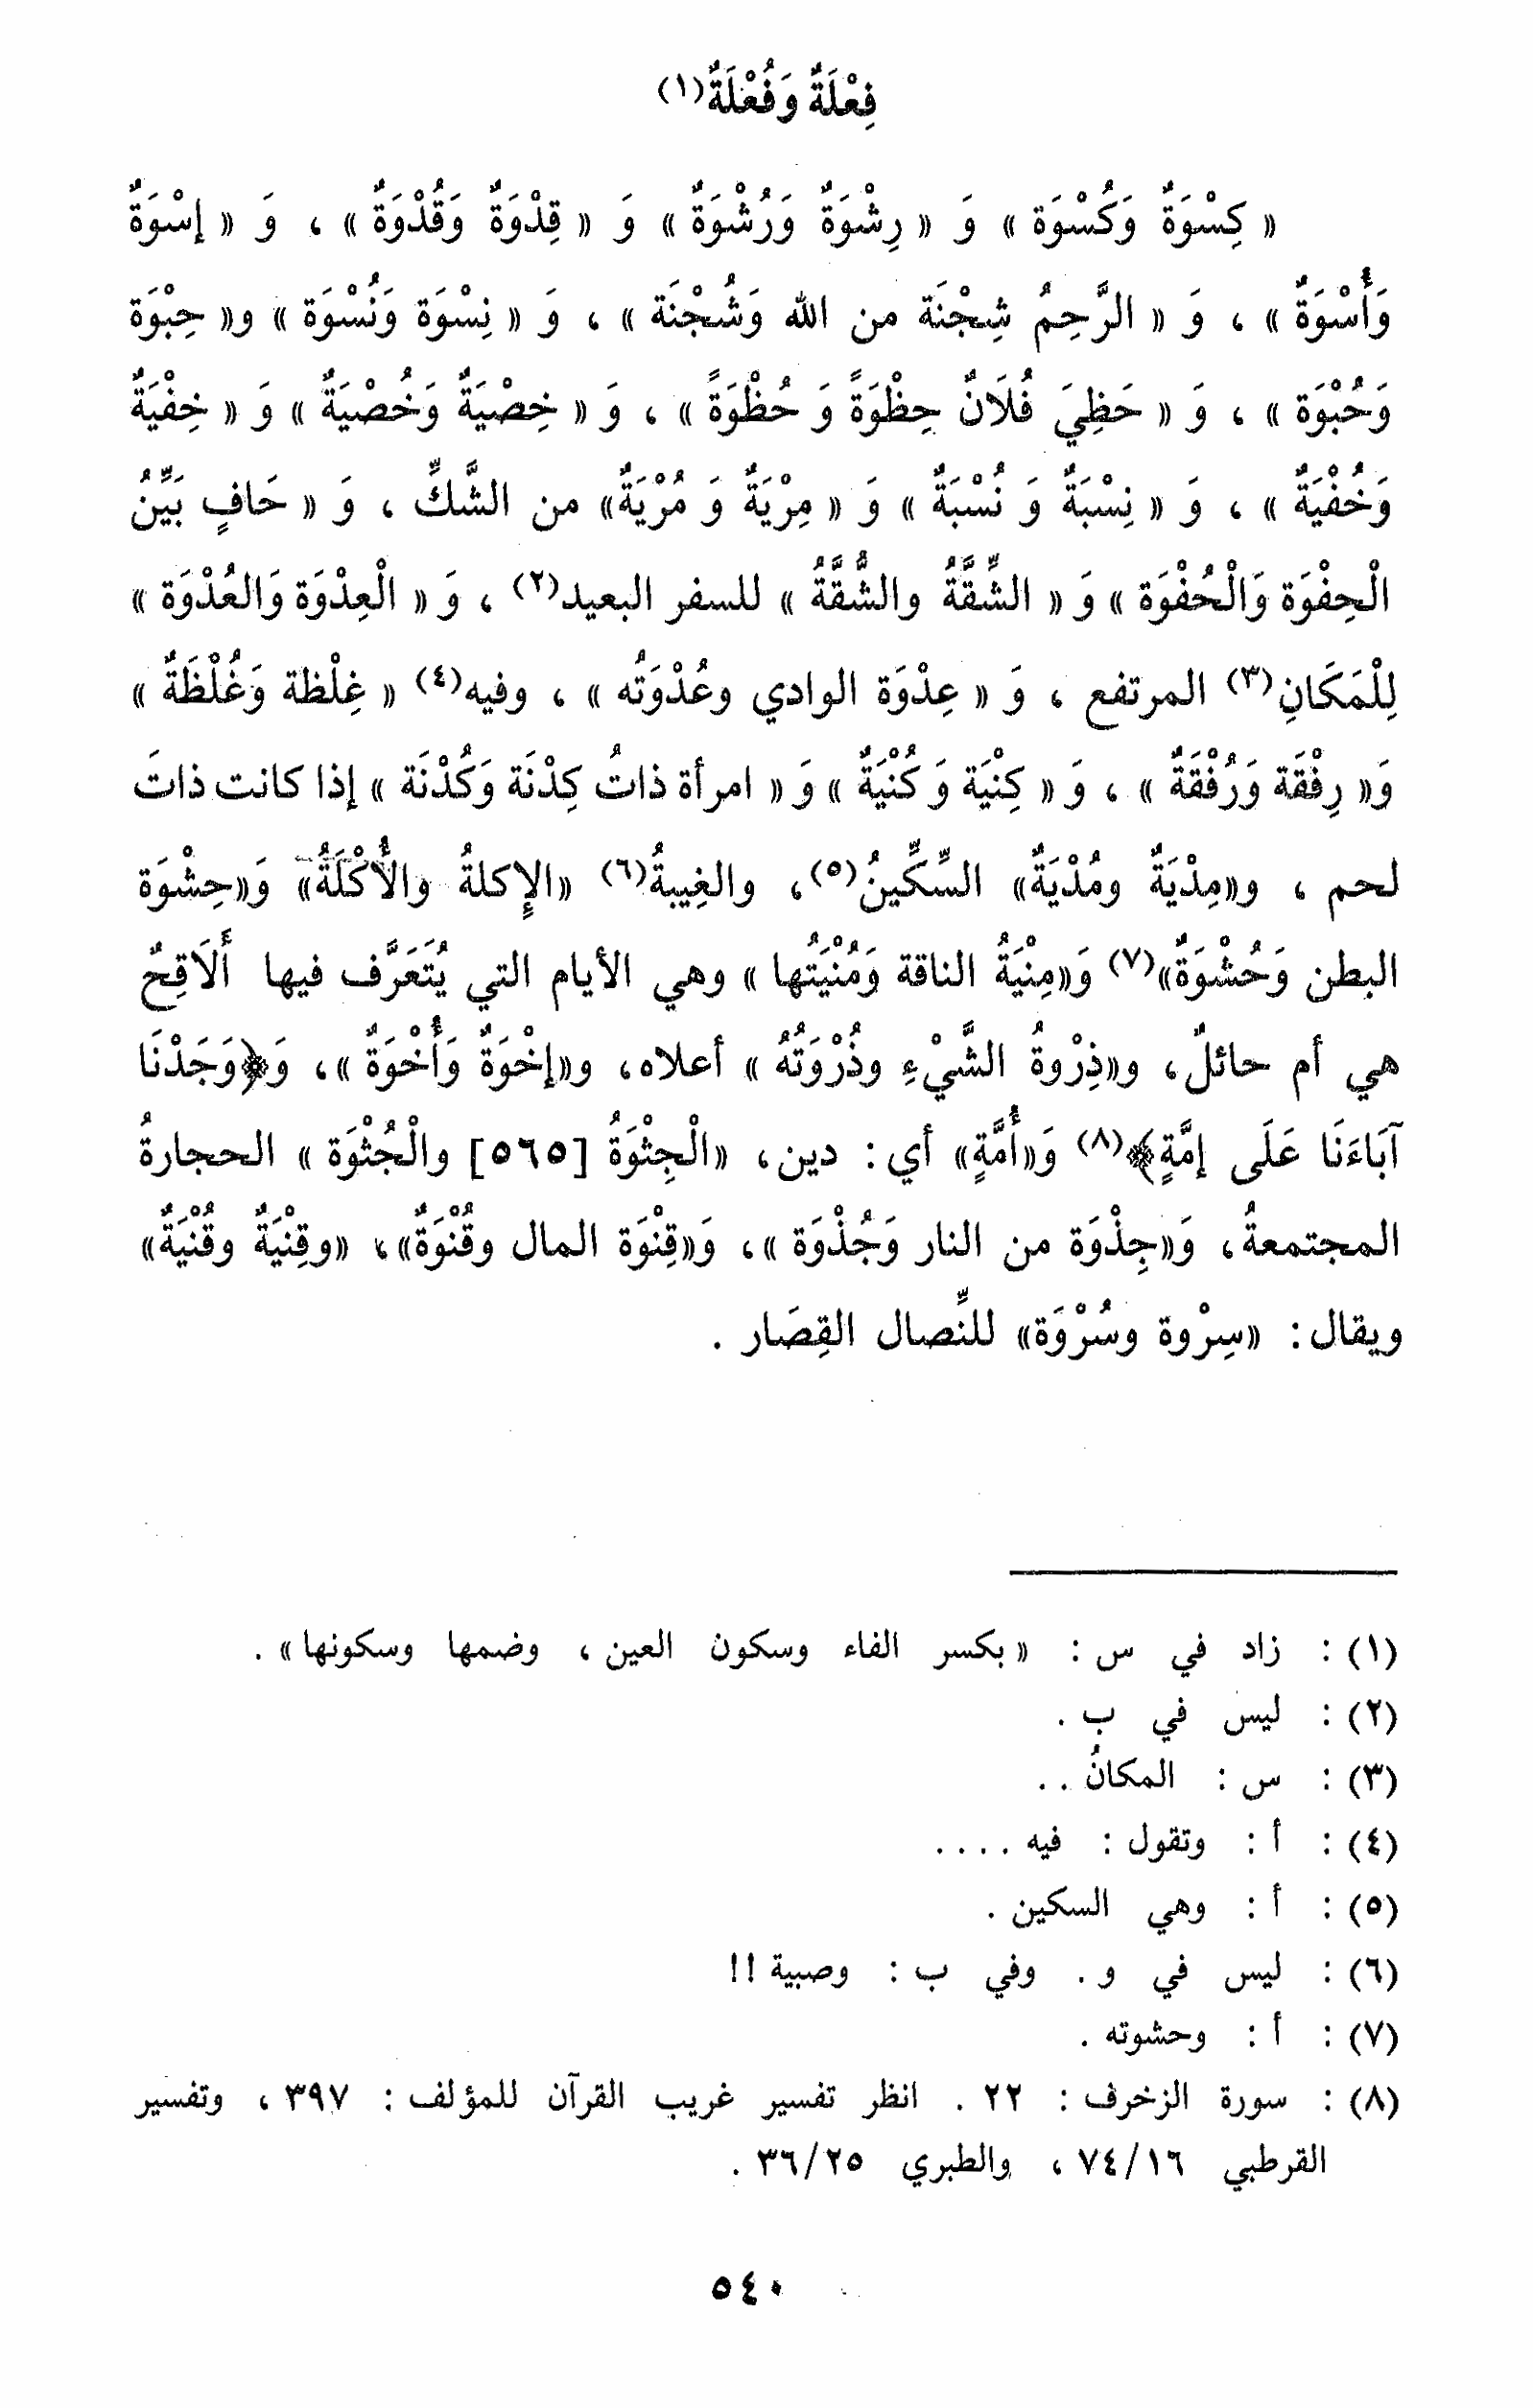 فِعْلَةٌ وَفُعْلَةٌ(١)
« كِسْوَةٌ وَكُسْوَة » وَ « رِشْوَةٌ وَرُشْوَةٌ » وَ « قِدْوَةٌ وَقُدْوَةٌ » ، وَ « إسْوَةٌ
وَأُسْوَةٌ » ، وَ « الرَّحِمُ شِجْنَة من الله وَشُجْنَة » ، وَ « نِسْوَة وَنُسْوَة » و« حِبْوَة
وَحُبْوَة » ، وَ « حَظِيَ فُلَانٌ حِظْوَةً وَ حُظْوَةً » ، وَ « خِصْيَةٌ وَخُصْيَةٌ » وَ « خِفْيَةٌ
وَخُفْيَةٌ » ، وَ « نِسْبَةٌ وَ نُسْبَةٌ » وَ « مِرْيَةٌ وَ مُرْيَةٌ» من الشَّكِّ ، وَ « حَافٍ بَيِّنُ
الْحِفْوَة وَالْحُفْوَة » وَ « الشِّقَّةُ والشُّقَّةُ » للسفر البعيد(٢) ، وَ « الْعِدْوَة وَالعُدْوَة »
لِلْمَكَانِ(٣) المرتفع ، وَ « عِدْوَة الوادي وعُدْوَتُه » ، وفيه(٤) « غِلْظة وَغُلْظَةٌ »
وَ« رِفْقَة وَرُفْقَةٌ » ، وَ « كِنْيَة وَ كُنْيَةٌ » وَ « امرأة ذاتُ كِدْنَة وَكُدْنَة » إذا كانت ذاتَ
لحم ، و«مِدْيَةٌ ومُدْيَةٌ» السِّكِّينُ(٥)، والغِيبةُ(٦) «الإِكلةُ والأُكْلَةُ» وَ«حِشْوَة
البطن وَحُشْوَةٌ»(٧) وَ«مِنْيَةُ الناقة وَمُنْيَتُها » وهي الأيام التي يُتَعَرَّف فيها أَلَاقِحٌ
هي أم حائلٌ، و«ذِرْوةُ الشَّيْءِ وذُرْوَتُهُ » أعلاه، و«إخْوَةٌ وَأُخْوَةٌ »، وَ﴿وَجَدْنَا
آبَاءَنَا عَلَى إمَّةٍ﴾(٨) وَ«أُمَّةٍ» أي: دين، «الْجِثْوَةُ [٥٦٥] والْجُثْوَة » الحجارةُ
المجتمعةُ، وَ«جِذْوَة من النار وَجُذْوَة »، وَ«قِنْوَة المال وقُنْوَةٌ»، «وقِنْيَةٌ وقُنْيَةٌ»
ويقال: «سِرْوة وسُرْوَة» للنِّصال القِصَار .
(١) : زاد في س : « بكسر الفاء وسكون العين ، وضمها وسكونها » .
(٢) : ليس في ب .
(٣) : س : المكانُ . .
(٤) : أ : وتقول : فيه . . . .
(٥) : أ : وهي السكين .
(٦) : ليس في و . وفي ب : وصبية !!
(٧) : أ : وحشوته .
(٨) : سورة الزخرف : ٢٢ . انظر تفسير غريب القرآن للمؤلف : ٣٩٧ ، وتفسير
القرطبي ٧٤/١٦ ، والطبري ٣٦/٢٥ .
٥٤٠